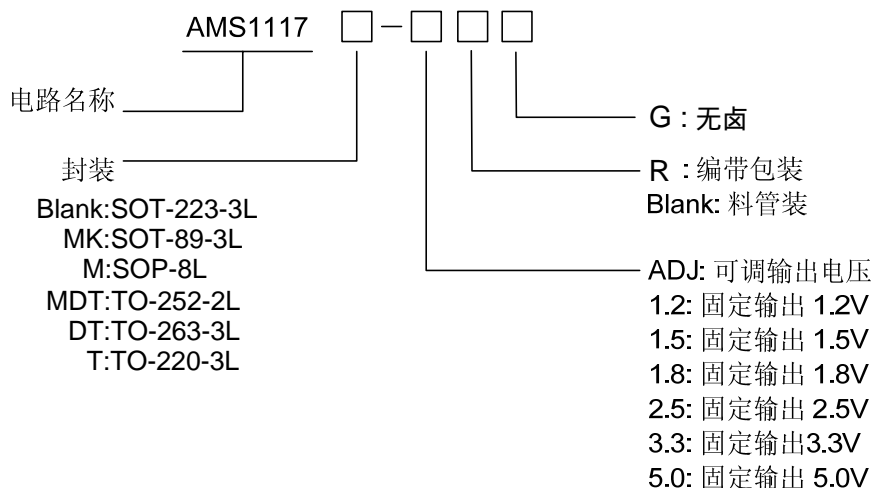 AMS1117 □-□□□
电路名称
封装
Blank:SOT-223-3L
MK:SOT-89-3L
M:SOP-8L
MDT:TO-252-2L
DT:TO-263-3L
T:TO-220-3L
G : 无卤
R : 编带包装
Blank: 料管装
ADJ: 可调输出电压
1.2: 固定输出 1.2V
1.5: 固定输出 1.5V
1.8: 固定输出 1.8V
2.5: 固定输出 2.5V
3.3: 固定输出3.3V
5.0: 固定输出 5.0V